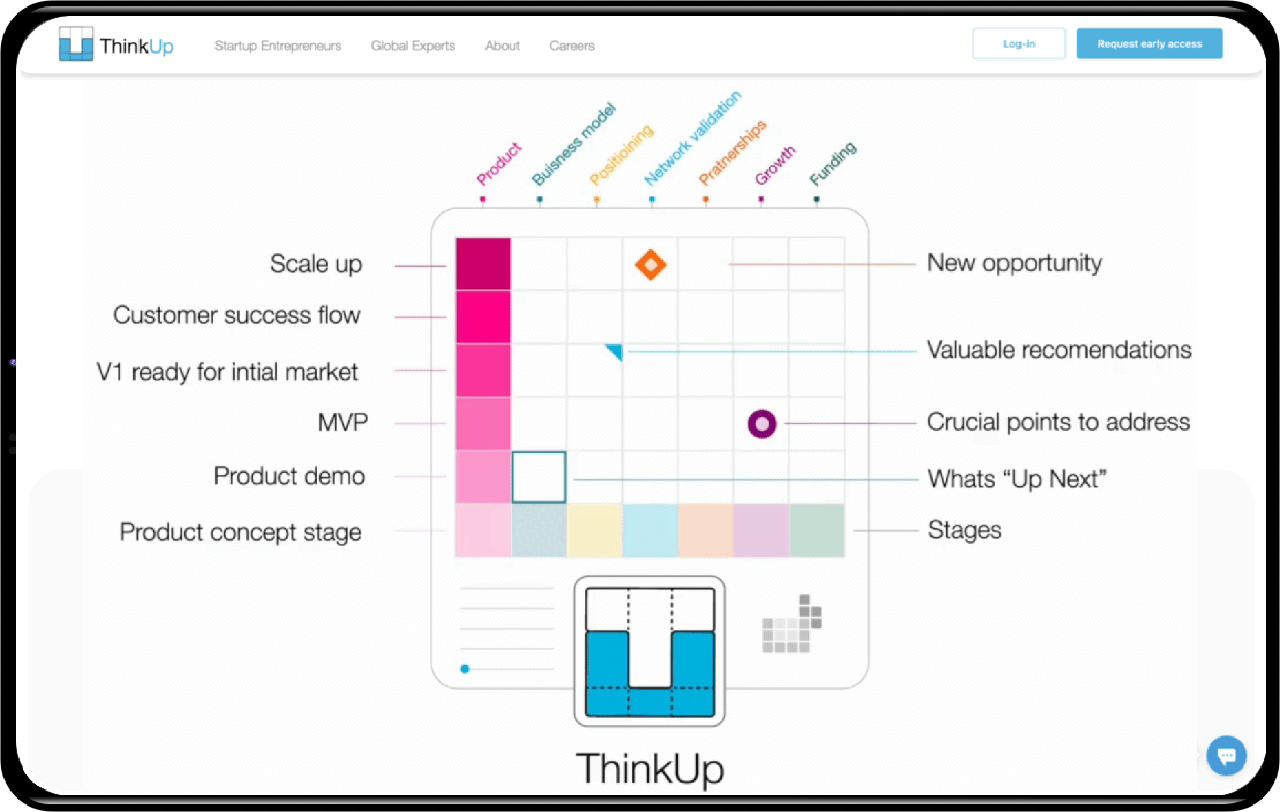 ThinkUp
Startup Entrepreneurs
Global Experts
About
Careers
Log-in
Request early access
Product
Buisness model
Positioining
Network validation
Pratnerships
Growth
Funding
Scale up
Customer success flow
V1 ready for intial market
MVP
Product demo
Product concept stage
New opportunity
Valuable recomendations
Crucial points to address
Whats “Up Next”
Stages
ThinkUp